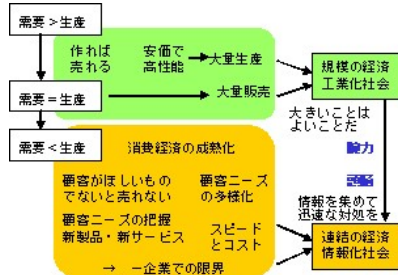 需要＞生産
作れば
売れる
安価で
高性能
大量生産
規模の経済
工業化社会
需要＝生産
大量販売
大きいことは
よいことだ
需要＜生産
消費経済の成熟化
腕力
顧客がほしいもの
でないと売れない
顧客ニーズ
の多様化
情報を集めて
迅速な対処を
顧客ニーズの把握
新製品・新サービス
スピード
とコスト
連結の経済
情報化社会
→ 一企業での限界